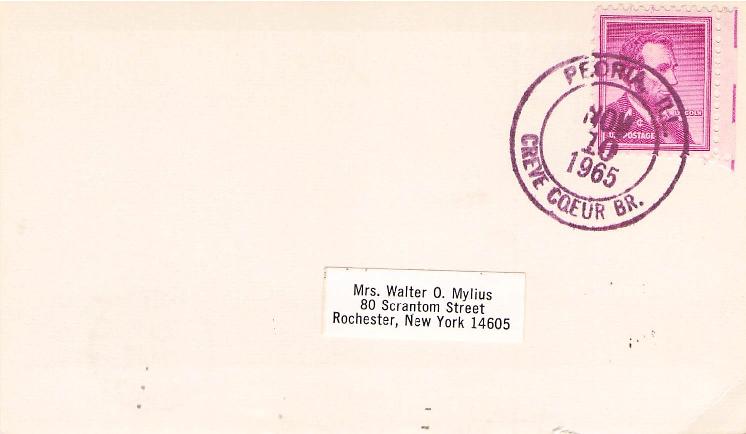 PEORIA, ILL.
NOV
10
1965
CREVE COEUR BR.
LINCOLN
U.S. POSTAGE
Mrs. Walter O. Mylius
80 Scrantom Street
Rochester, New York 14605